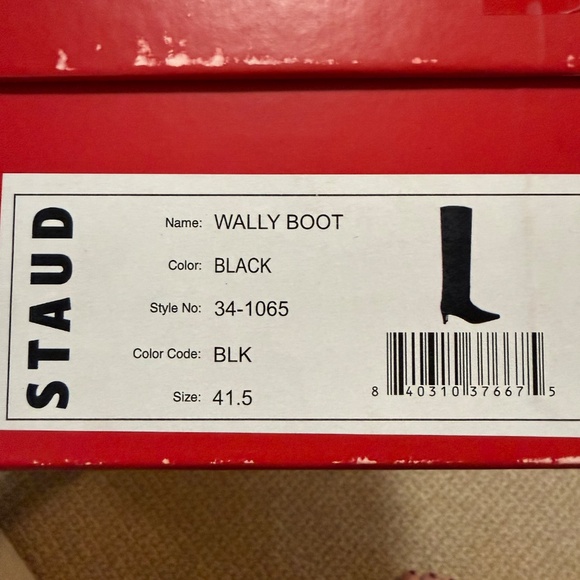 STAUD
Name: WALLY BOOT
Color: BLACK
Style No: 34-1065
Color Code: BLK
Size: 41.5
8 40310 37667 5